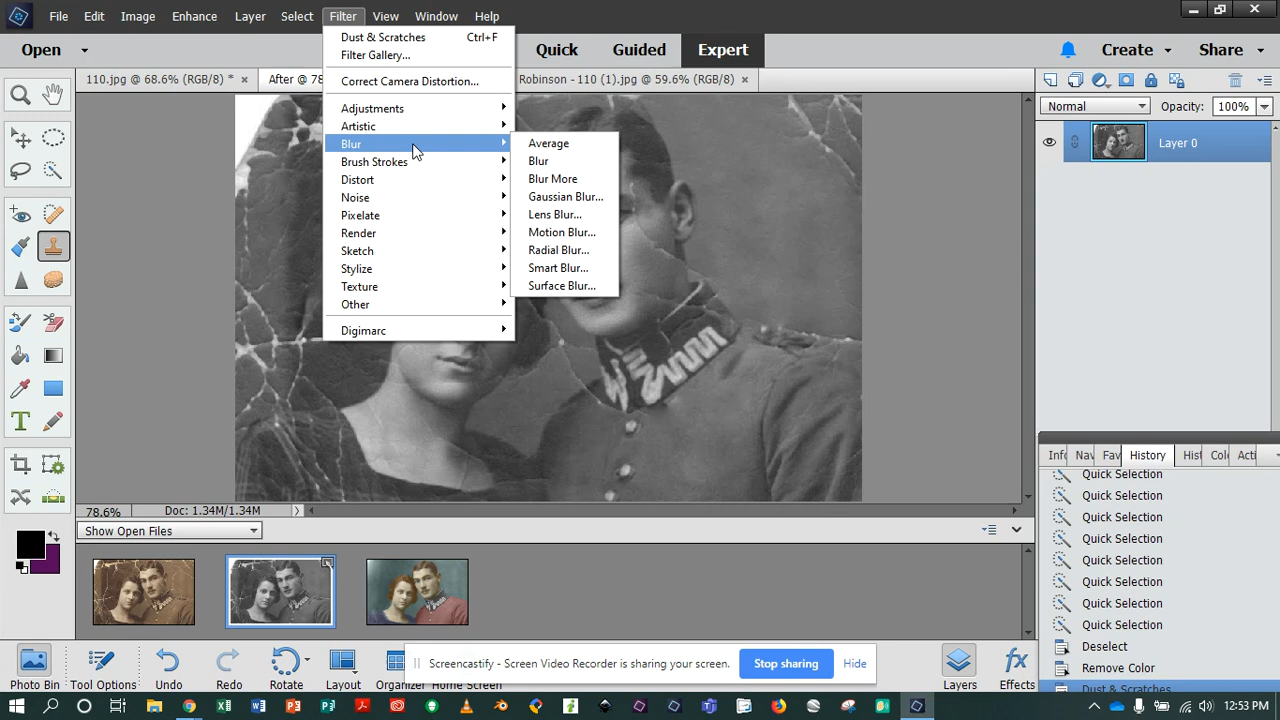 File Edit Image Enhance Layer Select Filter View Window Help
Open Quick Guided Expert Create Share
110.jpg @ 68.6% (RGB/8) * × After @ 78 Robinson - 110 (1).jpg @ 59.6% (RGB/8) ×
Dust & Scratches Ctrl+F
Filter Gallery...
Correct Camera Distortion...
Adjustments
Artistic
Blur
Brush Strokes
Distort
Noise
Pixelate
Render
Sketch
Stylize
Texture
Other
Digimarc
Average
Blur
Blur More
Gaussian Blur...
Lens Blur...
Motion Blur...
Radial Blur...
Smart Blur...
Surface Blur...
Normal Opacity: 100%
Layer 0
Inf Nav Fav History Hist Col Acti
Quick Selection
Quick Selection
Quick Selection
Quick Selection
Quick Selection
Quick Selection
Quick Selection
Quick Selection
Deselect
Remove Color
Dust & Scratches
78.6% Doc: 1.34M/1.34M
Show Open Files
Photo Bin Tool Options Undo Redo Rotate Layout Organizer Home Screen Layers Effects
Screencastify - Screen Video Recorder is sharing your screen. Stop sharing Hide
12:53 PM